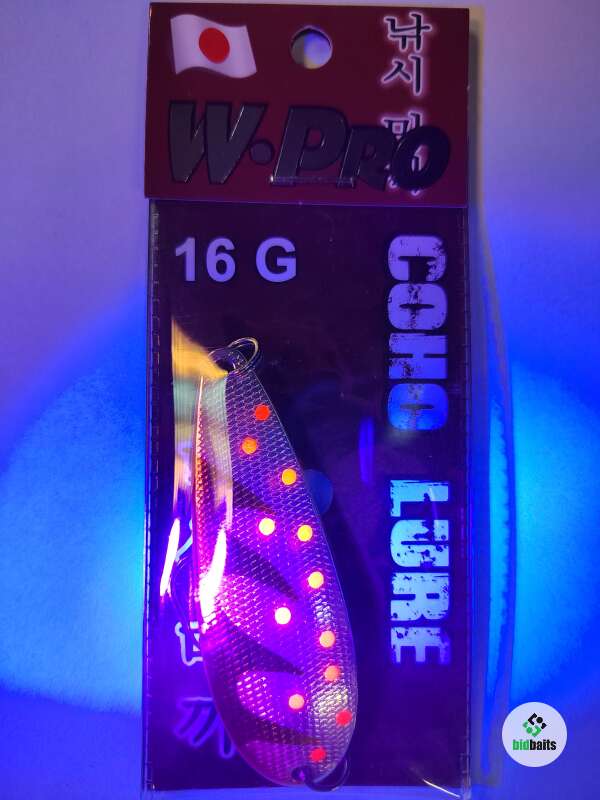 낚시
W·PRO
16 G
COHO LURE
bidbaits